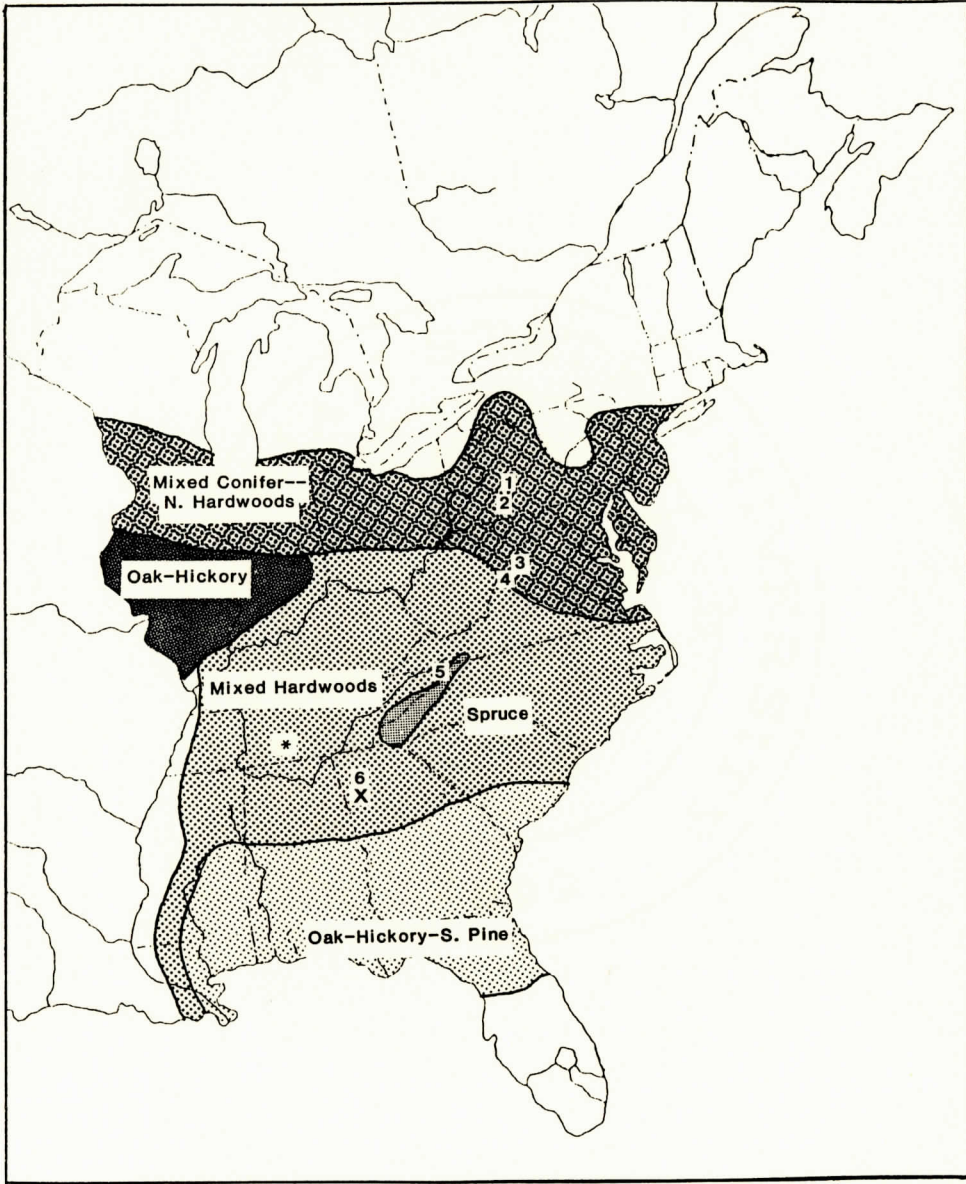 1
2
Mixed Conifer--
N. Hardwoods
3
4
Oak-Hickory
5
Mixed Hardwoods
Spruce
*
6
X
Oak-Hickory-S. Pine